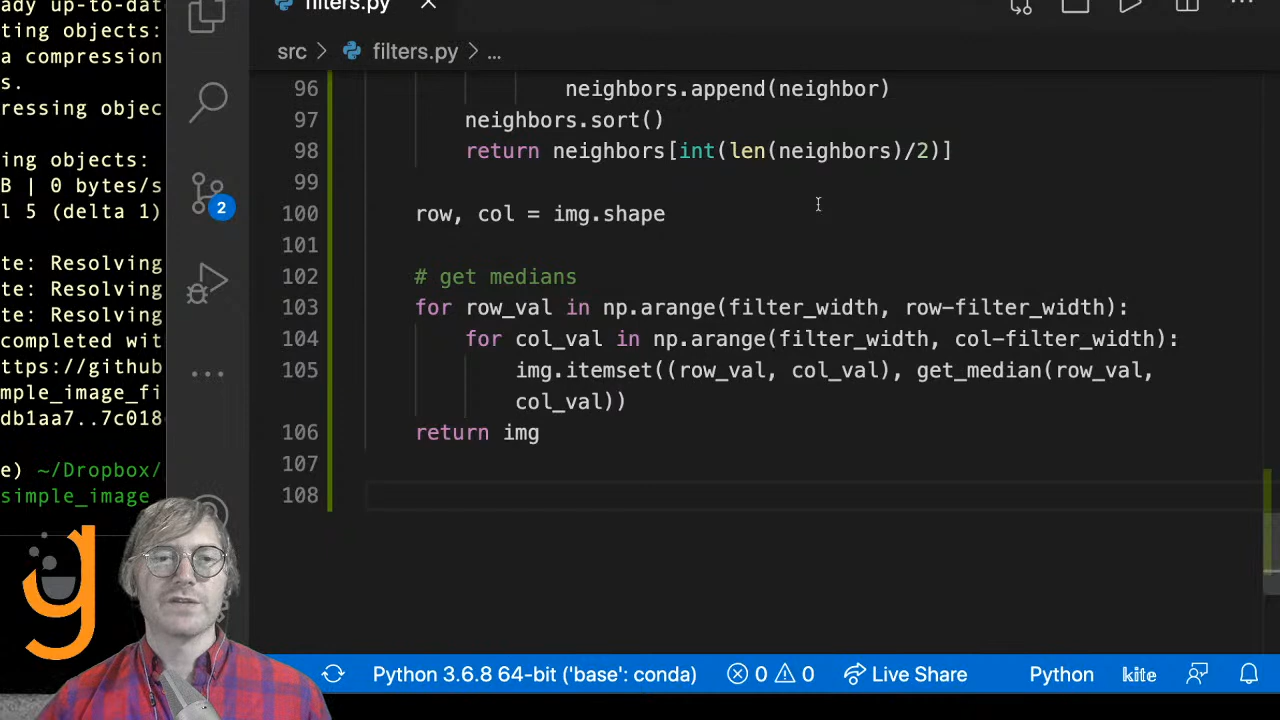 ady up-to-dat
ting objects:
a compression
s.
ressing objec
ing objects:
B | 0 bytes/s
l 5 (delta 1)
te: Resolving
te: Resolving
te: Resolving
completed wit
ttps://github
imple_image_fi
db1aa7..7c018
e) ~/Dropbox/
simple_image
filters.py
src > filters.py > ...
2
96 neighbors.append(neighbor)
97 neighbors.sort()
98 return neighbors[int(len(neighbors)/2)]
99
100 row, col = img.shape
101
102 # get medians
103 for row_val in np.arange(filter_width, row-filter_width):
104 for col_val in np.arange(filter_width, col-filter_width):
105 img.itemset((row_val, col_val), get_median(row_val,
col_val))
106 return img
107
108
y
Python 3.6.8 64-bit ('base': conda) 0 0 Live Share Python kite